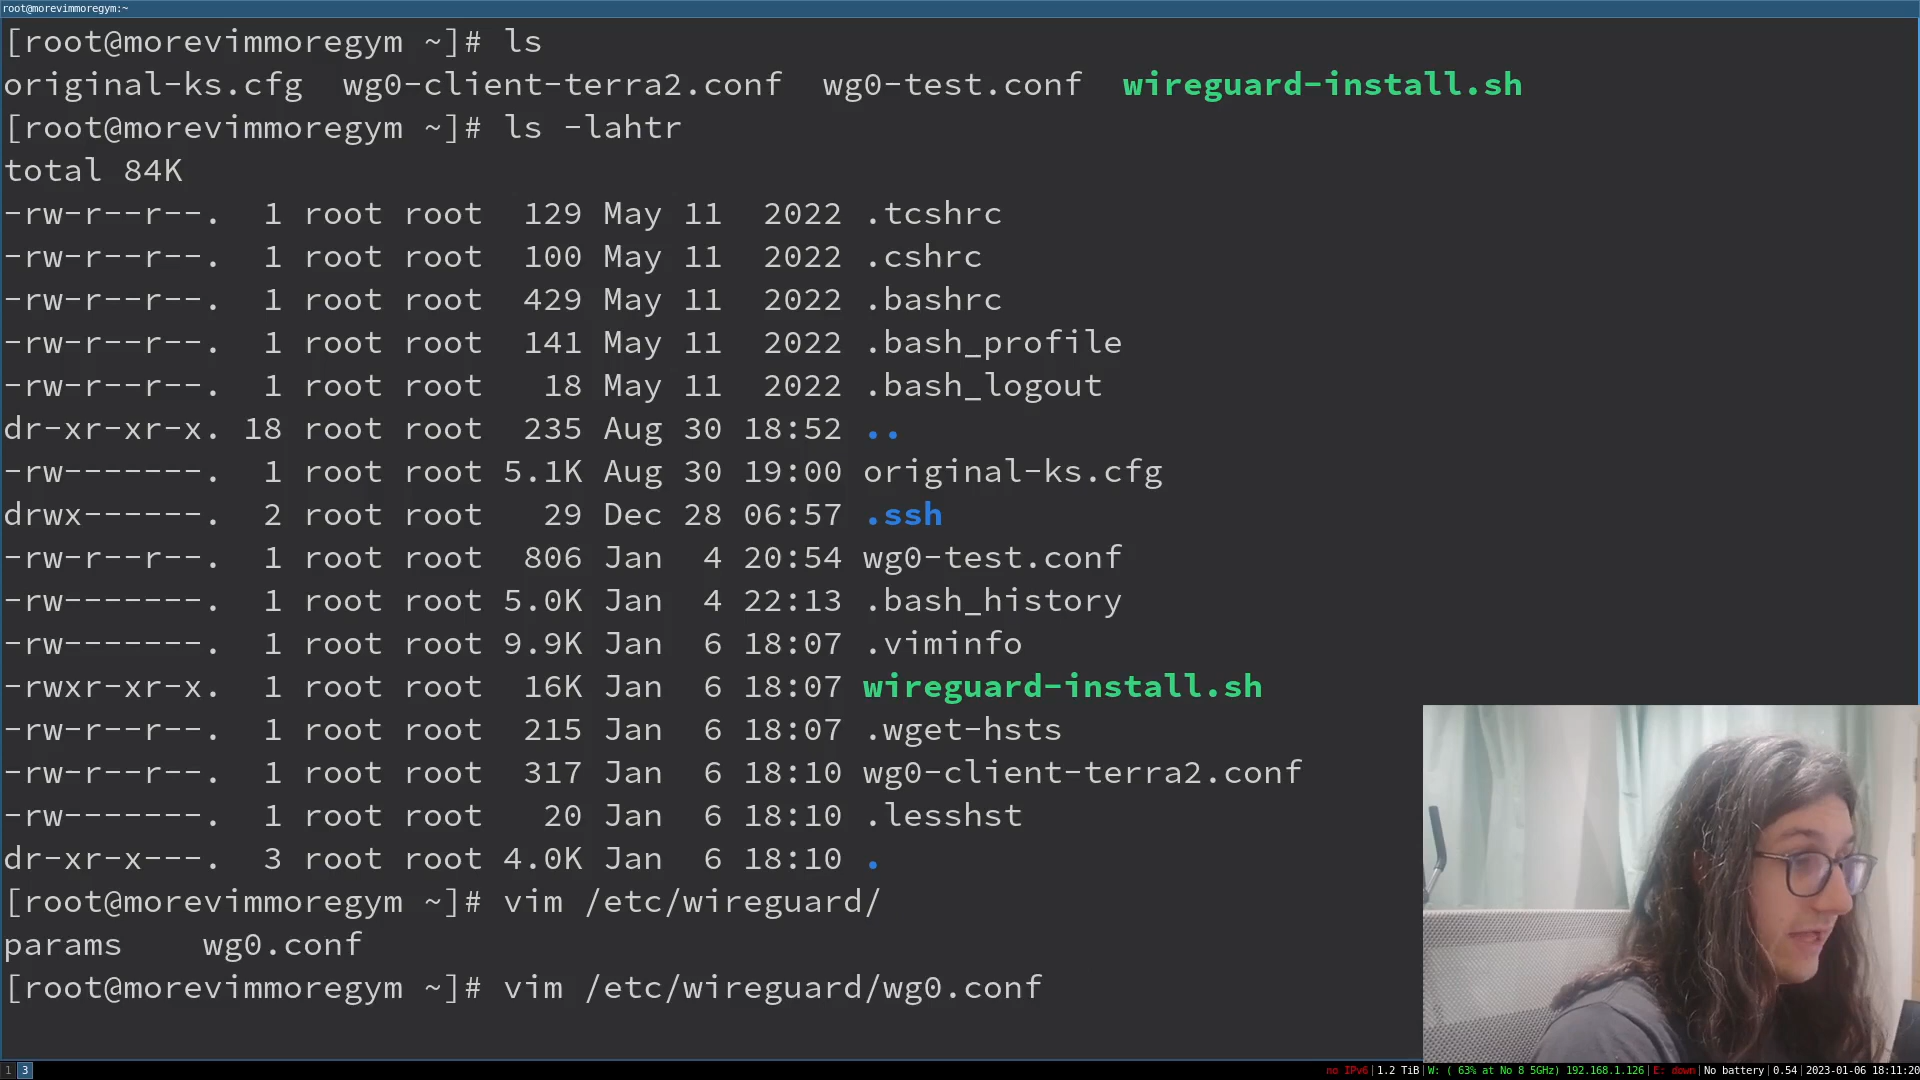 root@morevimmoregym:~
[root@morevimmoregym ~]# ls
original-ks.cfg  wg0-client-terra2.conf  wg0-test.conf  wireguard-install.sh
[root@morevimmoregym ~]# ls -lahtr
total 84K
-rw-r--r--.  1 root root  129 May 11  2022 .tcshrc
-rw-r--r--.  1 root root  100 May 11  2022 .cshrc
-rw-r--r--.  1 root root  429 May 11  2022 .bashrc
-rw-r--r--.  1 root root  141 May 11  2022 .bash_profile
-rw-r--r--.  1 root root   18 May 11  2022 .bash_logout
dr-xr-xr-x. 18 root root  235 Aug 30 18:52 ..
-rw-------.  1 root root 5.1K Aug 30 19:00 original-ks.cfg
drwx------.  2 root root   29 Dec 28 06:57 .ssh
-rw-r--r--.  1 root root  806 Jan  4 20:54 wg0-test.conf
-rw-------.  1 root root 5.0K Jan  4 22:13 .bash_history
-rw-------.  1 root root 9.9K Jan  6 18:07 .viminfo
-rwxr-xr-x.  1 root root  16K Jan  6 18:07 wireguard-install.sh
-rw-r--r--.  1 root root  215 Jan  6 18:07 .wget-hsts
-rw-r--r--.  1 root root  317 Jan  6 18:10 wg0-client-terra2.conf
-rw-------.  1 root root   20 Jan  6 18:10 .lesshst
dr-xr-x---.  3 root root 4.0K Jan  6 18:10 .
[root@morevimmoregym ~]# vim /etc/wireguard/
params    wg0.conf
[root@morevimmoregym ~]# vim /etc/wireguard/wg0.conf
1 3 no IPv6|1.2 TiB|W: ( 63% at No 8 5GHz) 192.168.1.126|E: down|No battery|0.54|2023-01-06 18:11:20